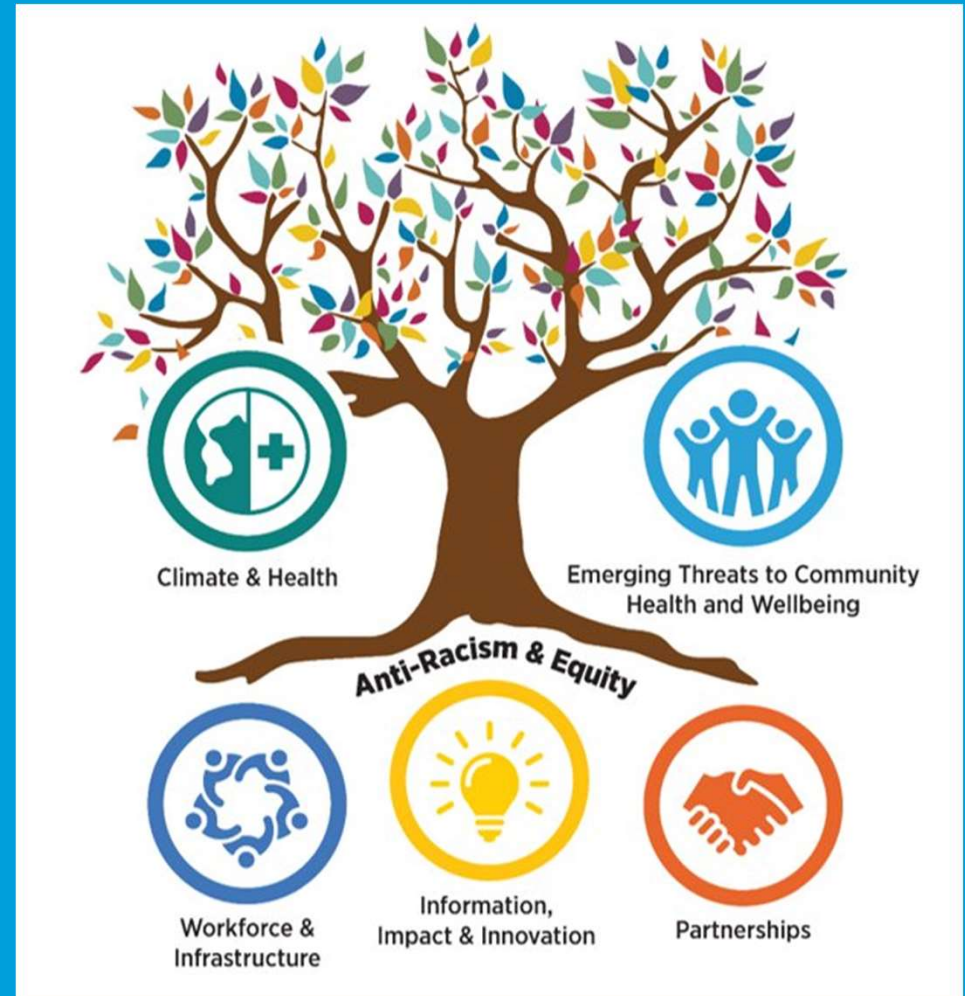 Climate & Health
Emerging Threats to Community
Health and Wellbeing
Anti-Racism & Equity
Workforce &
Infrastructure
Information,
Impact & Innovation
Partnerships